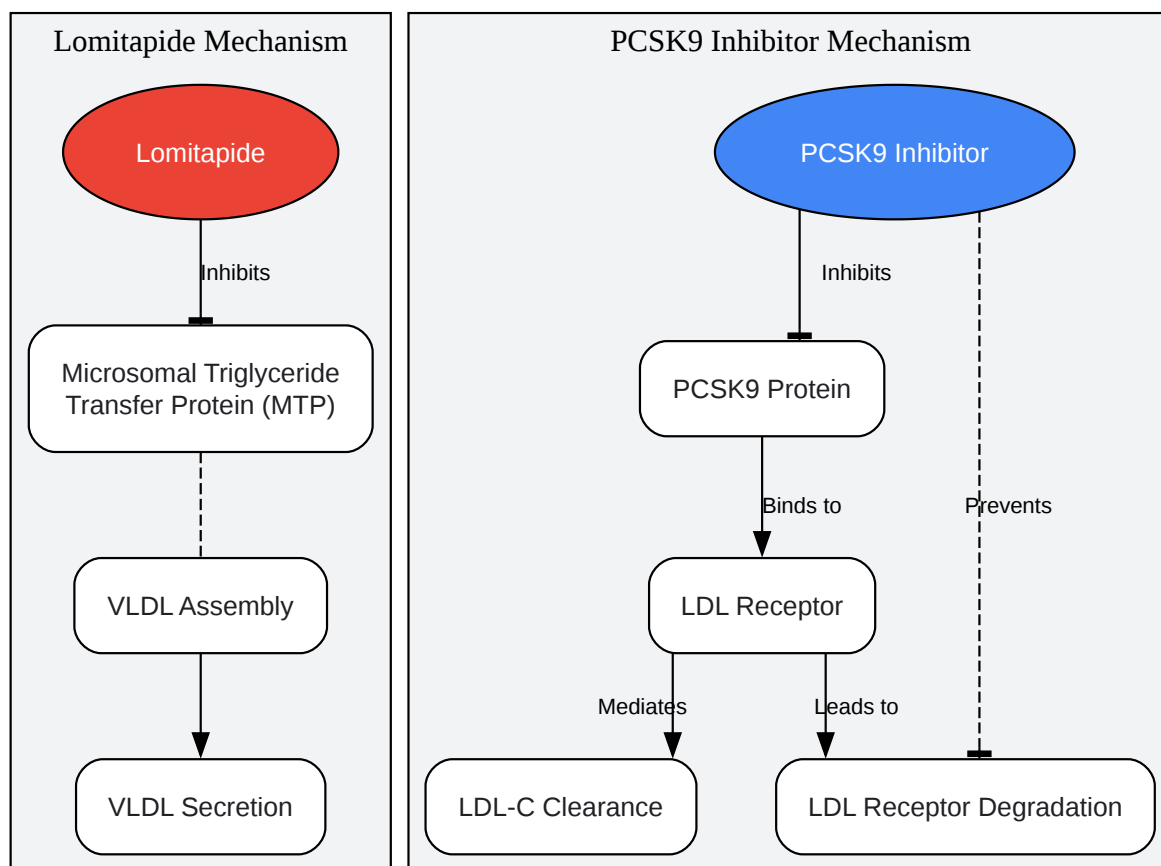 Lomitapide Mechanism
Lomitapide
Inhibits
Microsomal Triglyceride
Transfer Protein (MTP)
VLDL Assembly
VLDL Secretion
PCSK9 Inhibitor Mechanism
PCSK9 Inhibitor
Inhibits
PCSK9 Protein
Binds to
Prevents
LDL Receptor
Mediates
Leads to
LDL-C Clearance
LDL Receptor Degradation